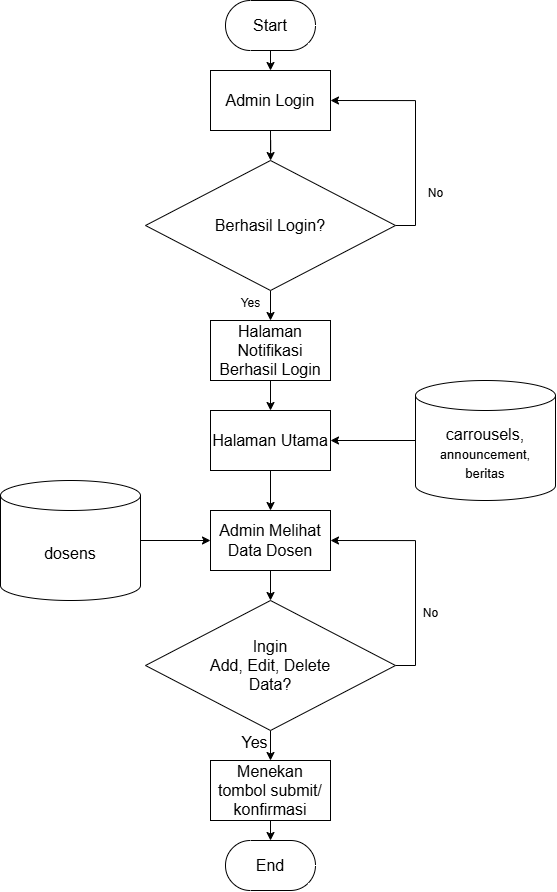 Start
Admin Login
No
Berhasil Login?
Yes
Halaman
Notifikasi
Berhasil Login
Halaman Utama
carrousels,
announcement,
beritas
Admin Melihat
Data Dosen
dosens
No
Ingin
Add, Edit, Delete
Data?
Yes
Menekan
tombol submit/
konfirmasi
End